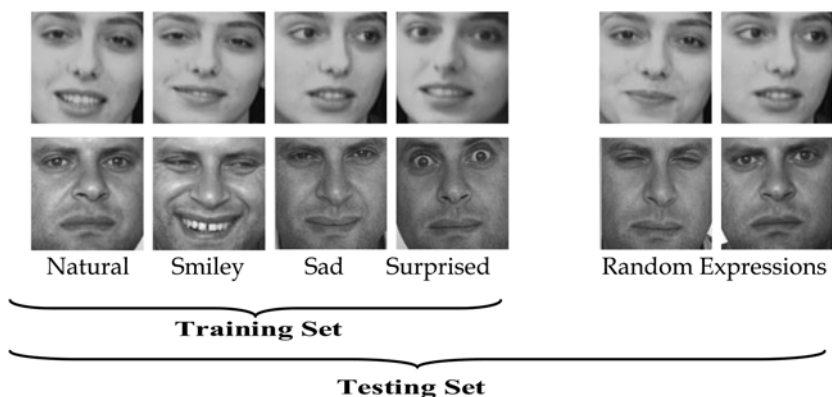 Natural Smiley Sad Surprised Random Expressions
Training Set
Testing Set